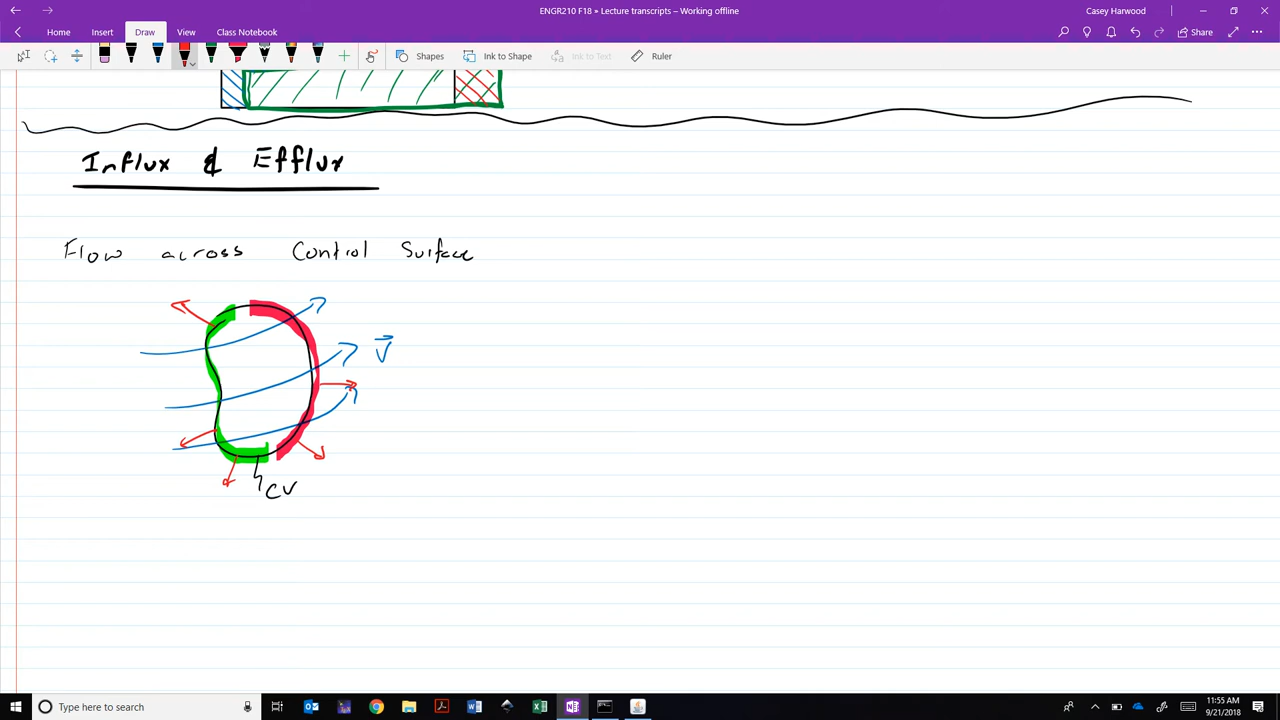 ENGR210 F18 » Lecture transcripts – Working offline
Casey Harwood
Home Insert Draw View Class Notebook
Share
Shapes Ink to Shape Ink to Text Ruler
Influx & Efflux
Flow across Control Surface
V
CV
Type here to search
11:55 AM
9/21/2018